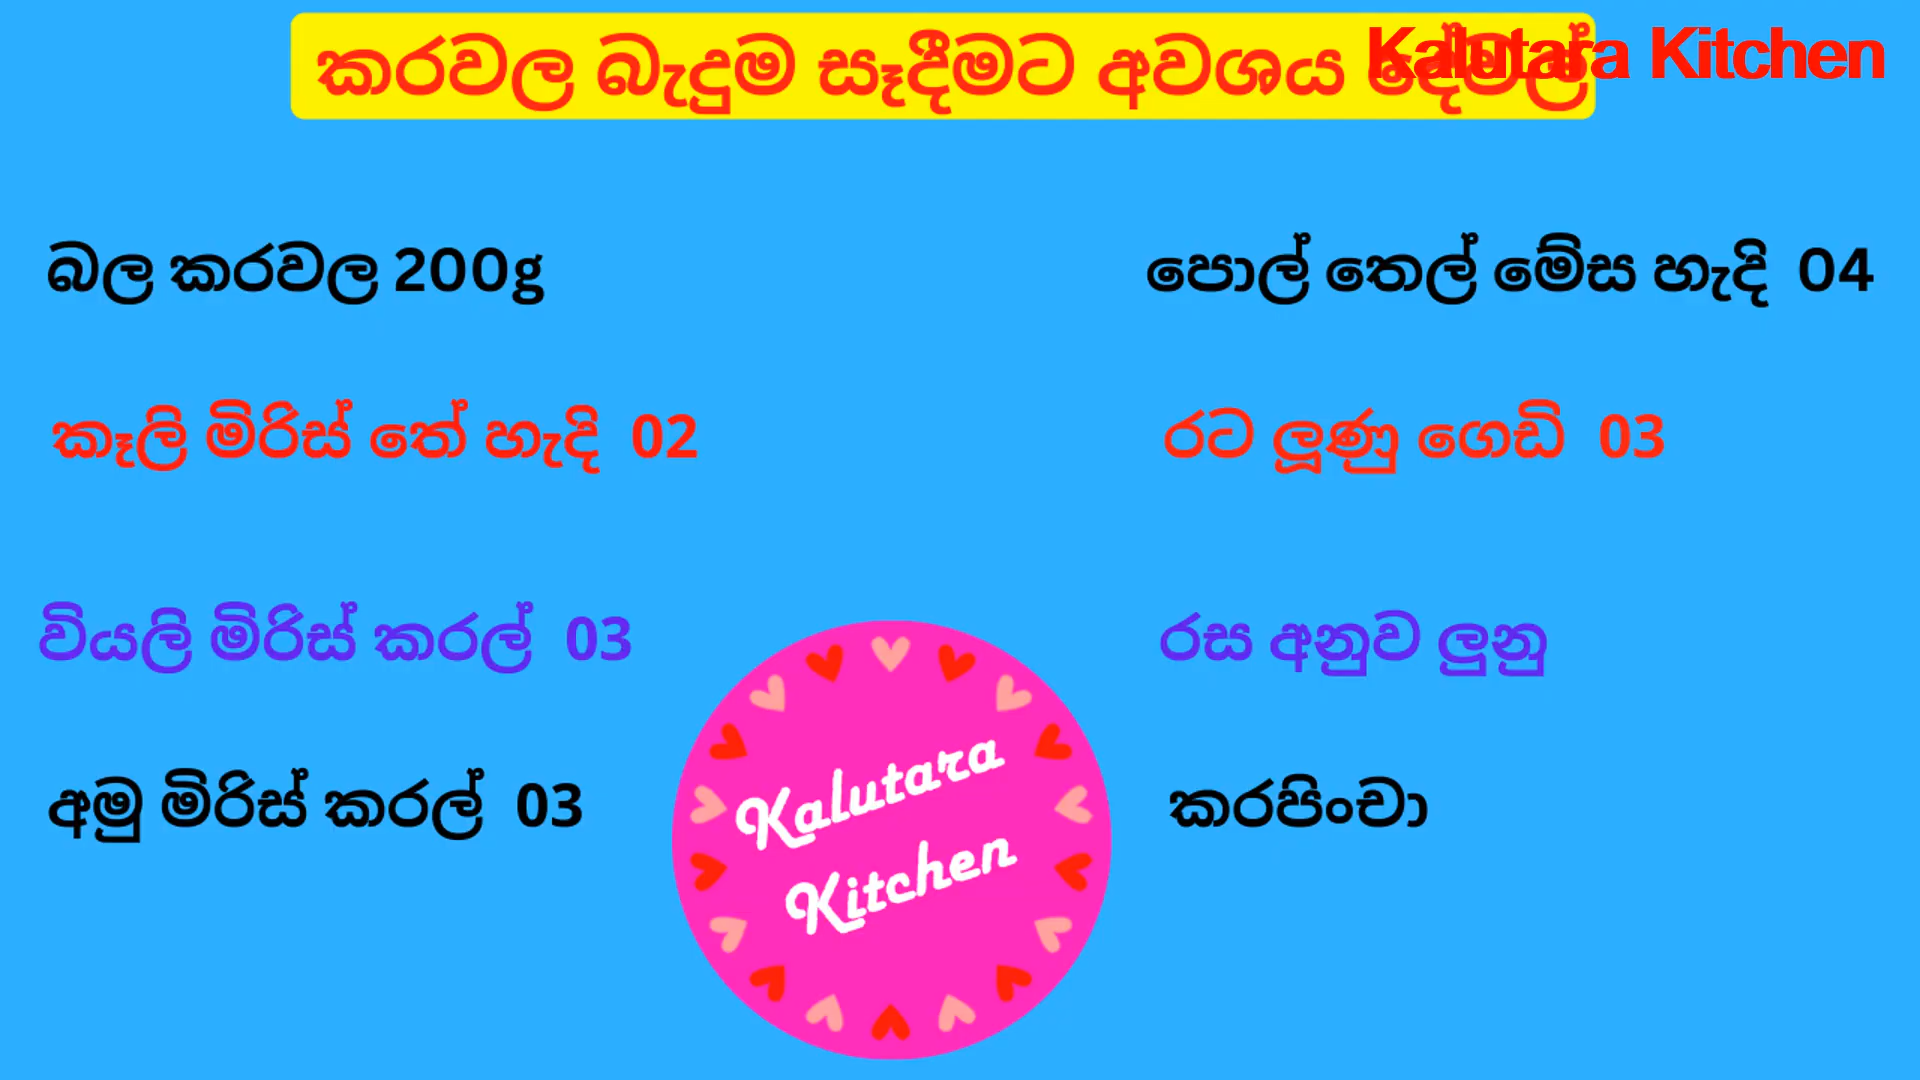 කරවල බැදුම සෑදීමට අවශය දේවල්
Kalutara Kitchen
බල කරවල 200g
පොල් තෙල් මේස හැදි 04
කෑලි මිරිස් තේ හැදි 02
රට ලූණු ගෙඩි 03
වියලි මිරිස් කරල් 03
රස අනුව ලුනු
අමු මිරිස් කරල් 03
කරපිංචා
Kalutara
Kitchen